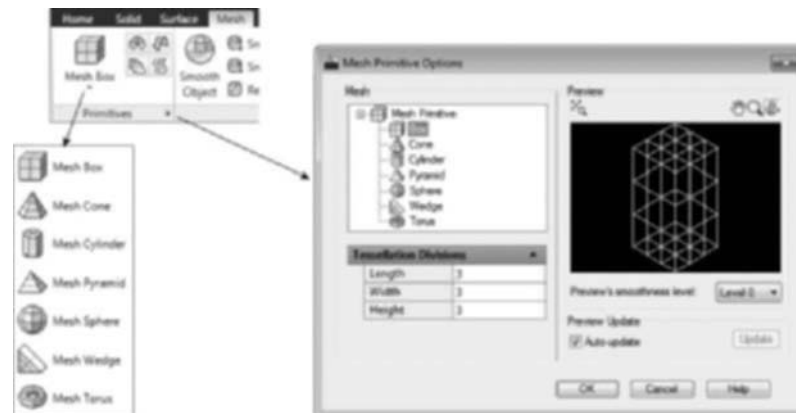 Home Solid Surface Mesh
Mesh Box
Smooth
Object
Primitives
Mesh Box
Mesh Cone
Mesh Cylinder
Mesh Pyramid
Mesh Sphere
Mesh Wedge
Mesh Torus
Mesh Primitive Options
Mesh
Mesh Primitive
Cone
Cylinder
Pyramid
Sphere
Wedge
Torus
Tessellation Divisions
Length 3
Width 3
Height 3
Preview
Preview's smoothness level: Level 0
Preview Update
Auto-update Update
OK Cancel Help